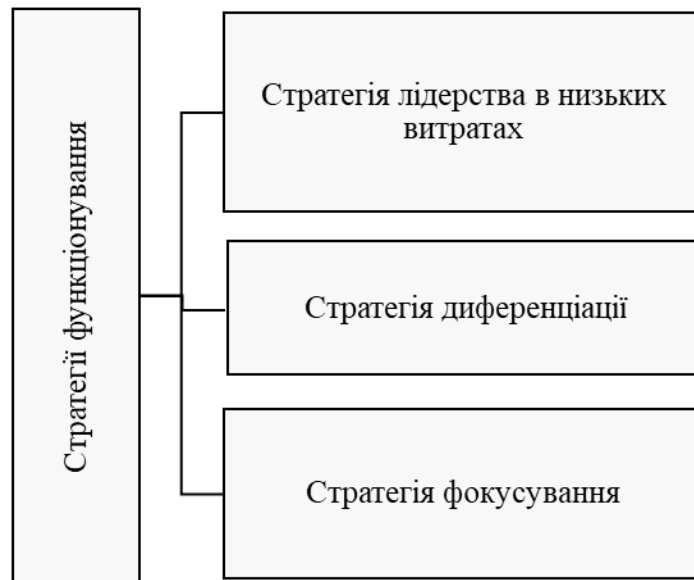 Стратегії функціонування
Стратегія лідерства в низьких
витратах
Стратегія диференціації
Стратегія фокусування